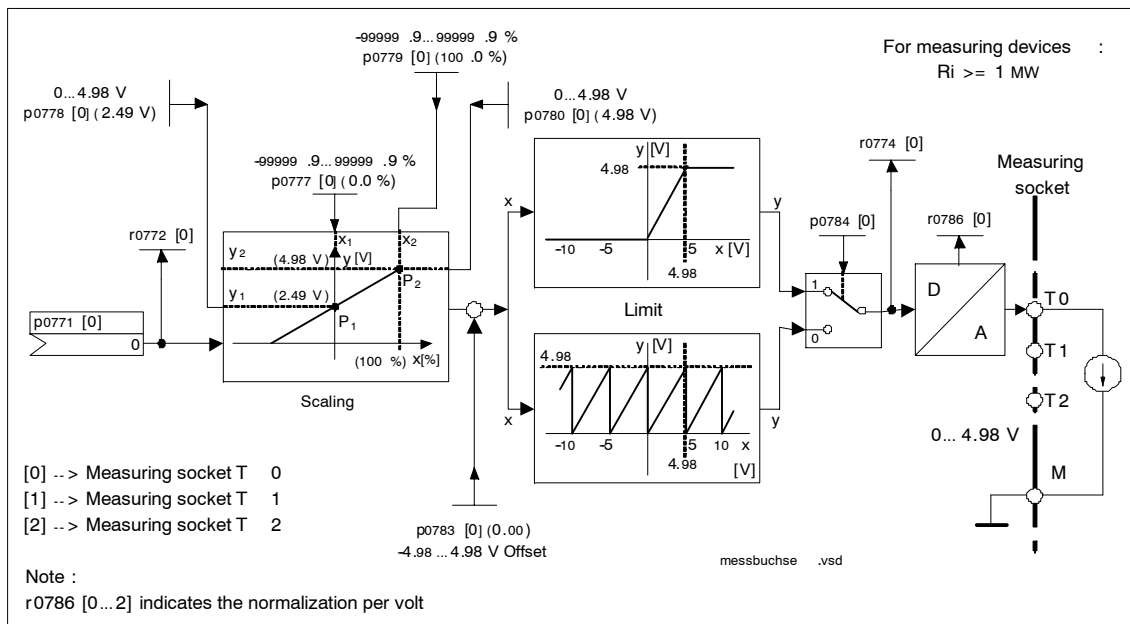 -99999 .9...99999 .9 %
p0779 [0] (100 .0 %)
For measuring devices :
Ri >= 1 MW
0...4.98 V
p0778 [0] (2.49 V)
0...4.98 V
p0780 [0] (4.98 V)
-99999 .9...99999 .9 %
p0777 [0] (0.0 %)
r0772 [0]
p0771 [0]
0
x1
x2
y2
(4.98 V)
y [V]
P2
y1
(2.49 V)
P1
(100 %)
x[%]
Scaling
p0783 [0] (0.00)
-4.98 ... 4.98 V Offset
x
y [V]
4.98
-10
-5
5
x [V]
4.98
y
Limit
x
y [V]
4.98
-10
-5
5
10
x
4.98
[V]
y
p0784 [0]
1
0
r0774 [0]
r0786 [0]
D
A
Measuring
socket
T0
T1
T2
0... 4.98 V
M
[0] --> Measuring socket T 0
[1] --> Measuring socket T 1
[2] --> Measuring socket T 2
messbuchse .vsd
Note :
r0786 [0...2] indicates the normalization per volt